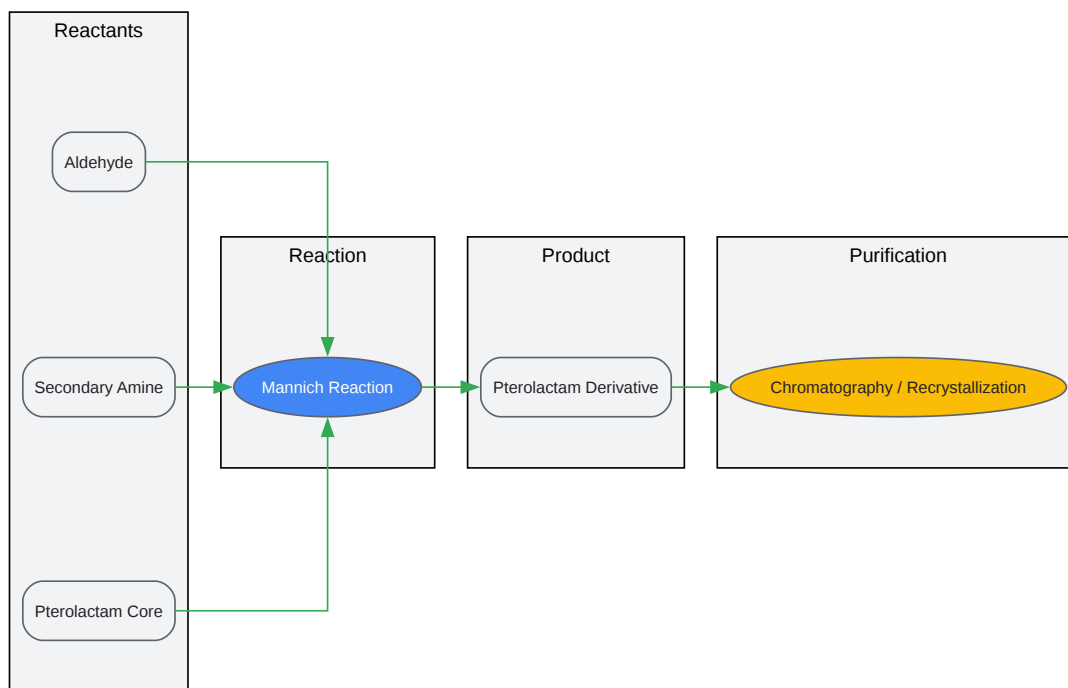 Reactants
Aldehyde
Reaction
Product
Purification
Secondary Amine
Mannich Reaction
Pterolactam Derivative
Chromatography / Recrystallization
Pterolactam Core